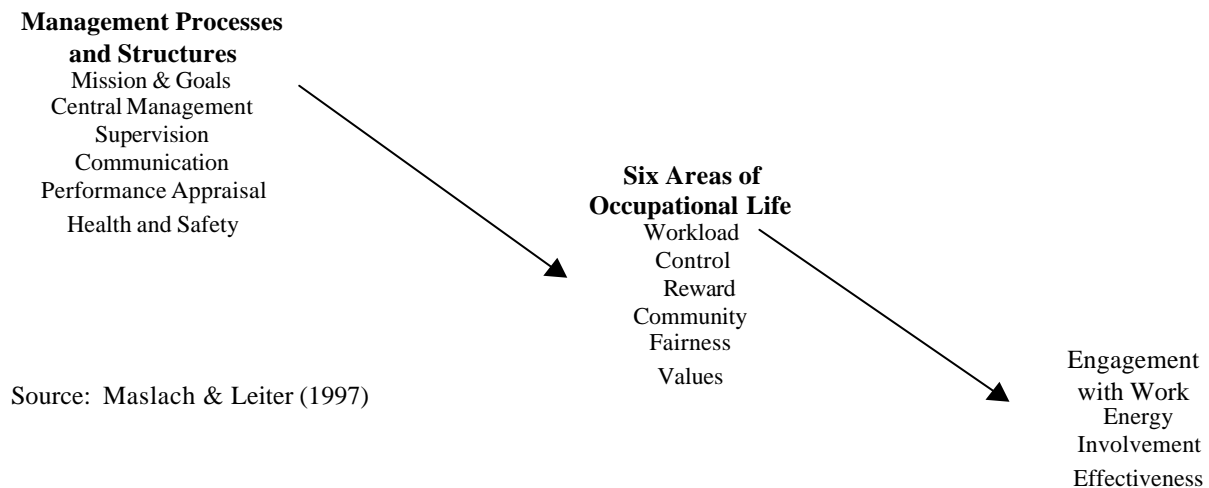 Management Processes
and Structures
Mission & Goals
Central Management
Supervision
Communication
Performance Appraisal
Health and Safety
Six Areas of
Occupational Life
Workload
Control
Reward
Community
Fairness
Values
Source: Maslach & Leiter (1997)
Engagement
with Work
Energy
Involvement
Effectiveness